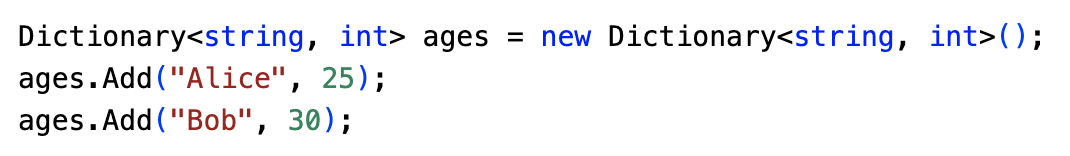 Dictionary<string, int> ages = new Dictionary<string, int>();
ages.Add("Alice", 25);
ages.Add("Bob", 30);